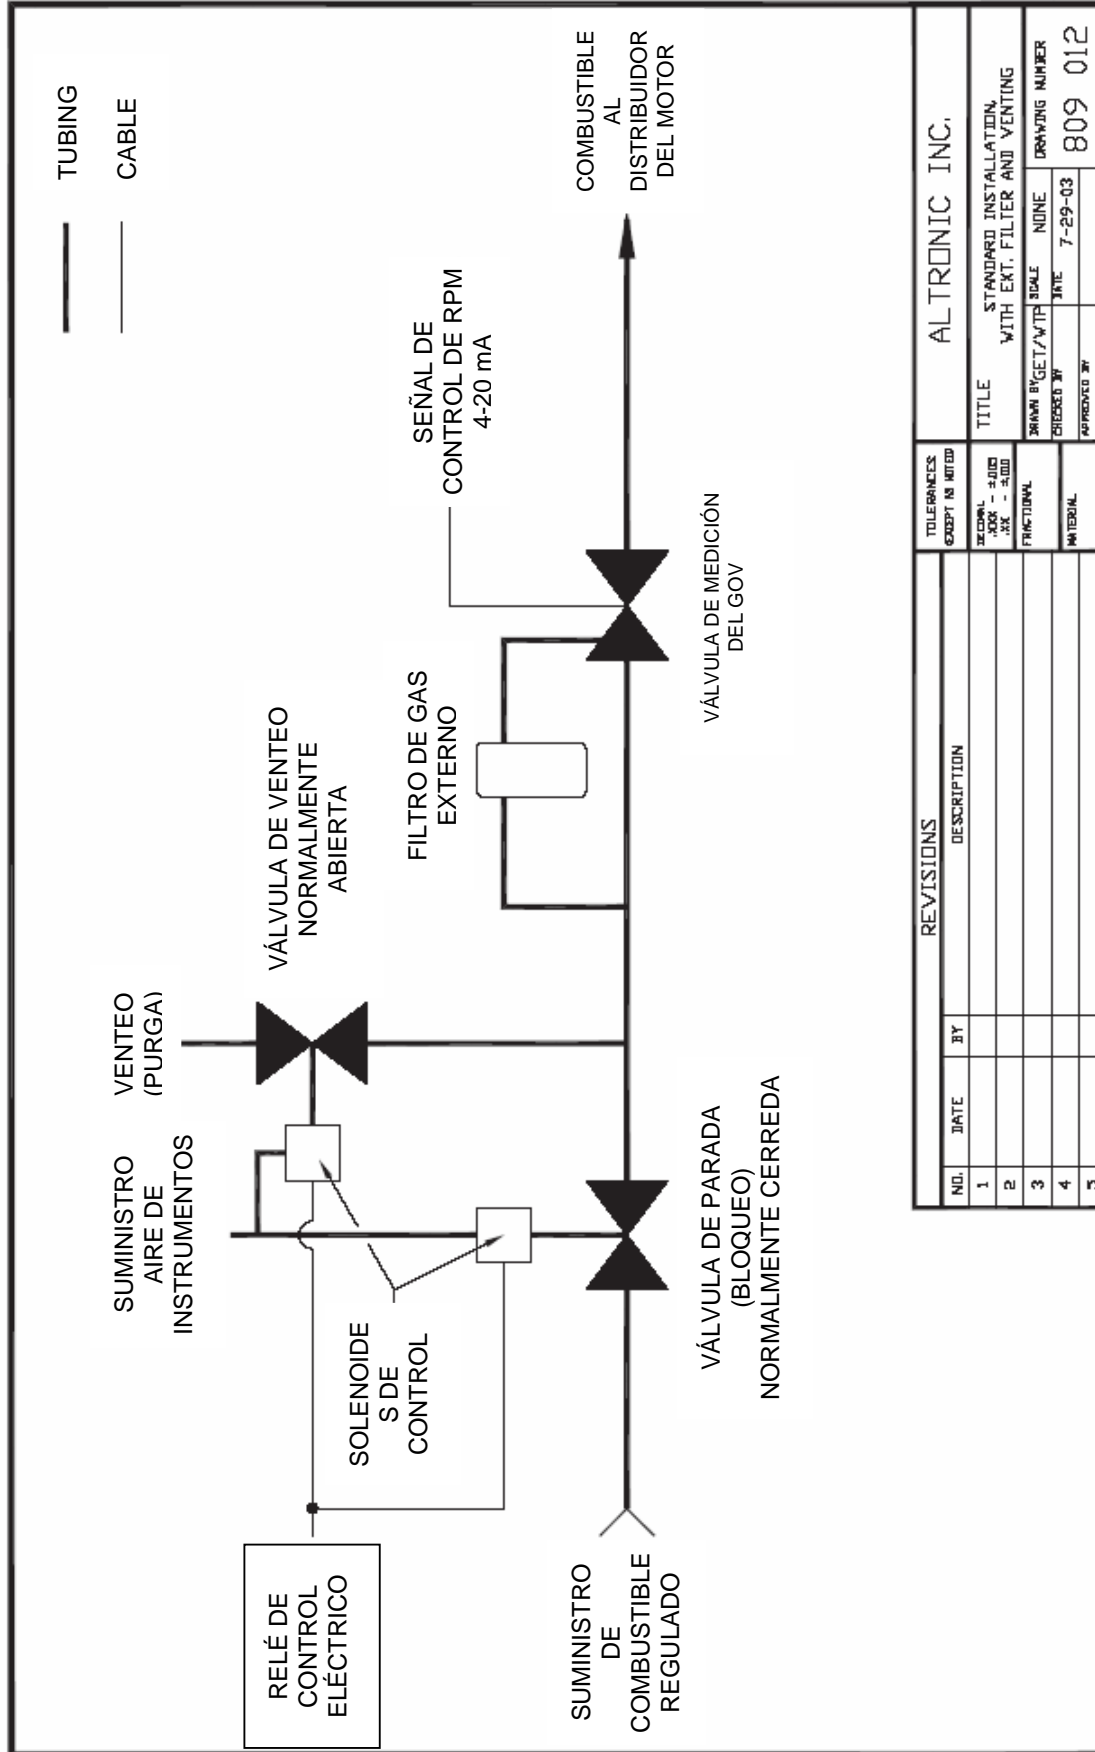 TUBING
CABLE
SUMINISTRO
AIRE DE
INSTRUMENTOS
VENTEO
(PURGA)
VÁLVULA DE VENTEO
NORMALMENTE
ABIERTA
SEÑAL DE
CONTROL DE RPM
4-20 mA
COMBUSTIBLE
AL
DISTRIBUIDOR
DEL MOTOR
FILTRO DE GAS
EXTERNO
RELÉ DE
CONTROL
ELÉCTRICO
SOLENOIDE
S DE
CONTROL
SUMINISTRO
DE
COMBUSTIBLE
REGULADO
VÁLVULA DE PARADA
(BLOQUEO)
NORMALMENTE CERREDA
VÁLVULA DE MEDICIÓN
DEL GOV
REVISIONS
NO. DATE BY DESCRIPTION
1
2
3
4
5
TOLERANCES
EXCEPT AS NOTED
DECIMAL
.XXX - ±.005
.XX - ±.010
FRACTIONAL
MATERIAL
ALTRONIC INC.
TITLE
STANDARD INSTALLATION,
WITH EXT. FILTER AND VENTING
DRAWN BY GET/WTP SCALE NONE DRAWING NUMBER
CHECKED BY DATE 7-29-03 809 012
APPROVED BY